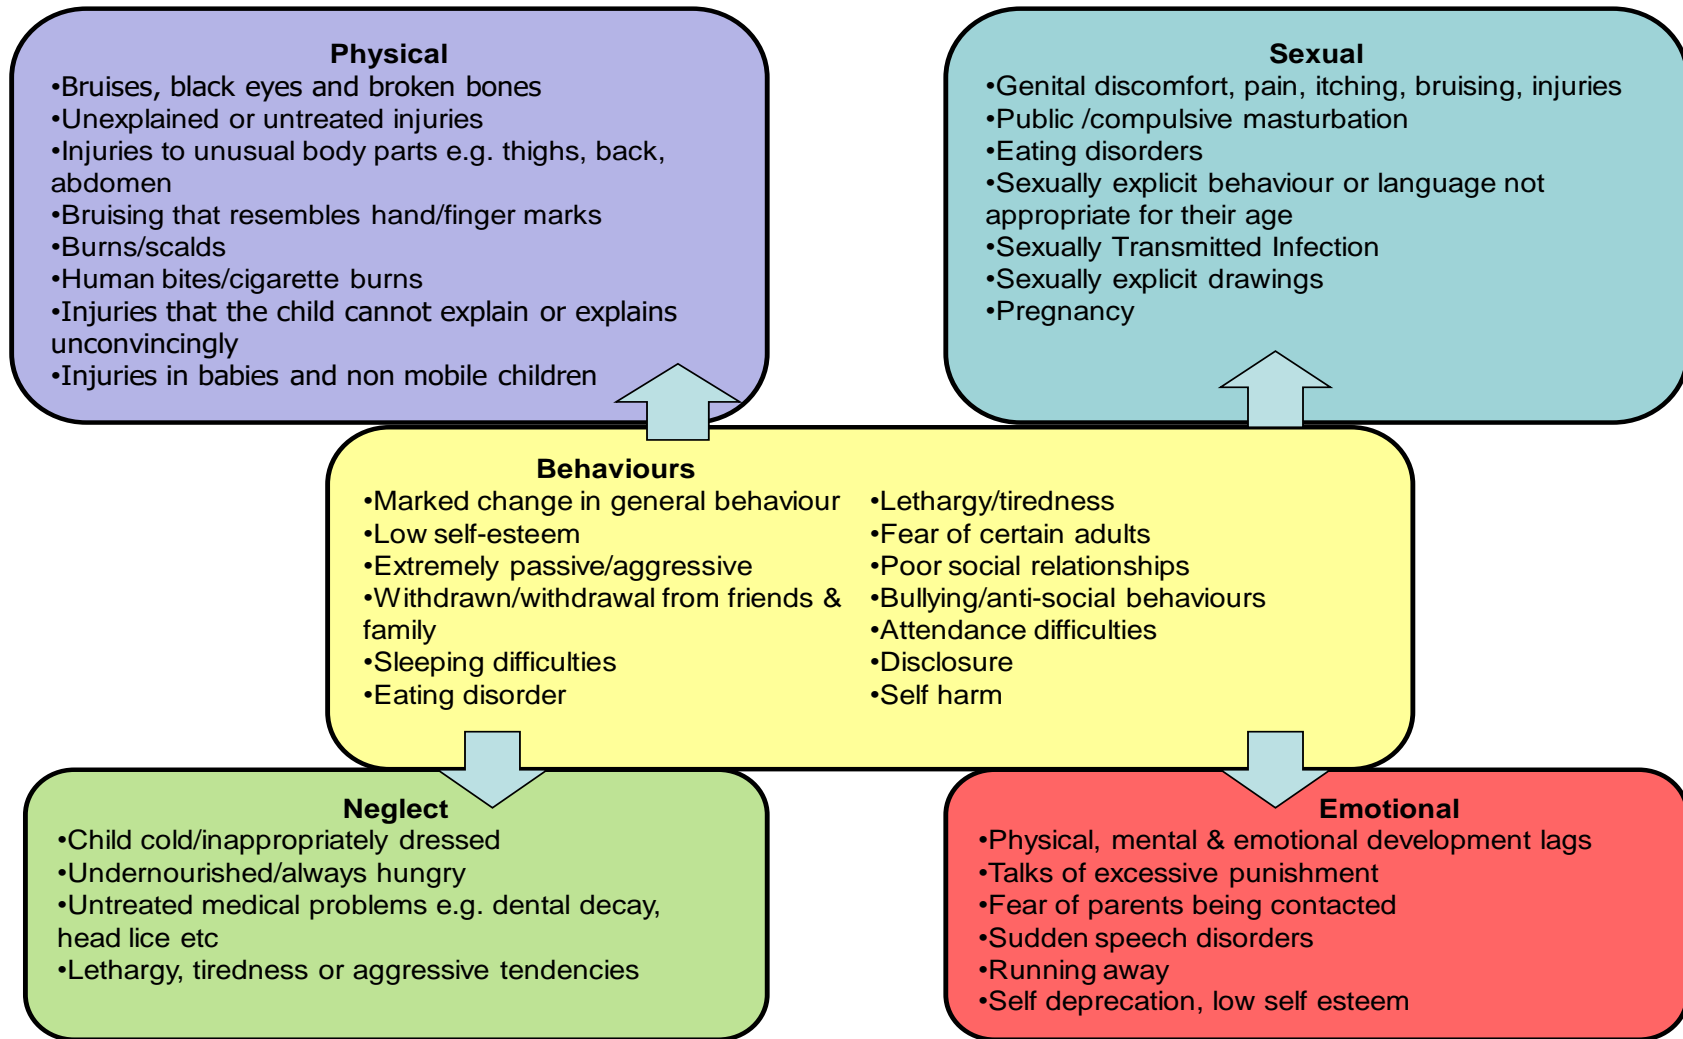 Physical
•Bruises, black eyes and broken bones
•Unexplained or untreated injuries
•Injuries to unusual body parts e.g. thighs, back,
abdomen
•Bruising that resembles hand/finger marks
•Burns/scalds
•Human bites/cigarette burns
•Injuries that the child cannot explain or explains
unconvincingly
•Injuries in babies and non mobile children
Sexual
•Genital discomfort, pain, itching, bruising, injuries
•Public /compulsive masturbation
•Eating disorders
•Sexually explicit behaviour or language not
appropriate for their age
•Sexually Transmitted Infection
•Sexually explicit drawings
•Pregnancy
Behaviours
•Marked change in general behaviour
•Low self-esteem
•Extremely passive/aggressive
•Withdrawn/withdrawal from friends &
family
•Sleeping difficulties
•Eating disorder
•Lethargy/tiredness
•Fear of certain adults
•Poor social relationships
•Bullying/anti-social behaviours
•Attendance difficulties
•Disclosure
•Self harm
Neglect
•Child cold/inappropriately dressed
•Undernourished/always hungry
•Untreated medical problems e.g. dental decay,
head lice etc
•Lethargy, tiredness or aggressive tendencies
Emotional
•Physical, mental & emotional development lags
•Talks of excessive punishment
•Fear of parents being contacted
•Sudden speech disorders
•Running away
•Self deprecation, low self esteem